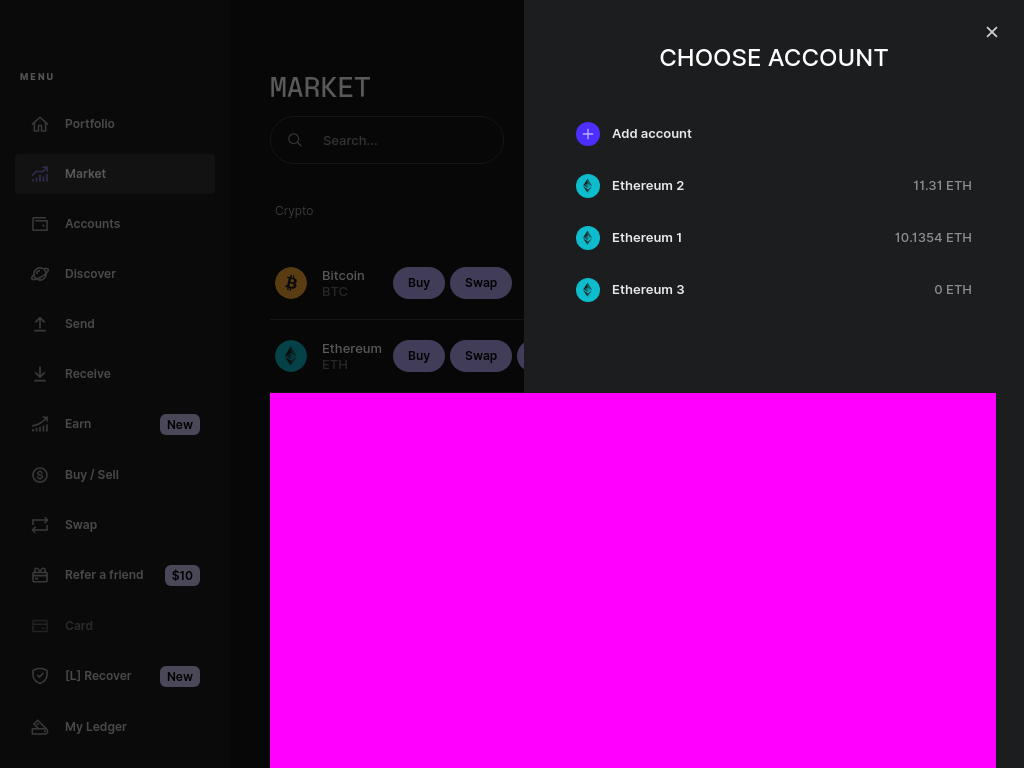 MENU
Portfolio
Market
Accounts
Discover
Send
Receive
Earn New
Buy / Sell
Swap
Refer a friend $10
Card
[L] Recover New
My Ledger
MARKET
Search...
Crypto
Bitcoin
BTC
Buy Swap
Ethereum
ETH
Buy Swap
CHOOSE ACCOUNT
Add account
Ethereum 2 11.31 ETH
Ethereum 1 10.1354 ETH
Ethereum 3 0 ETH